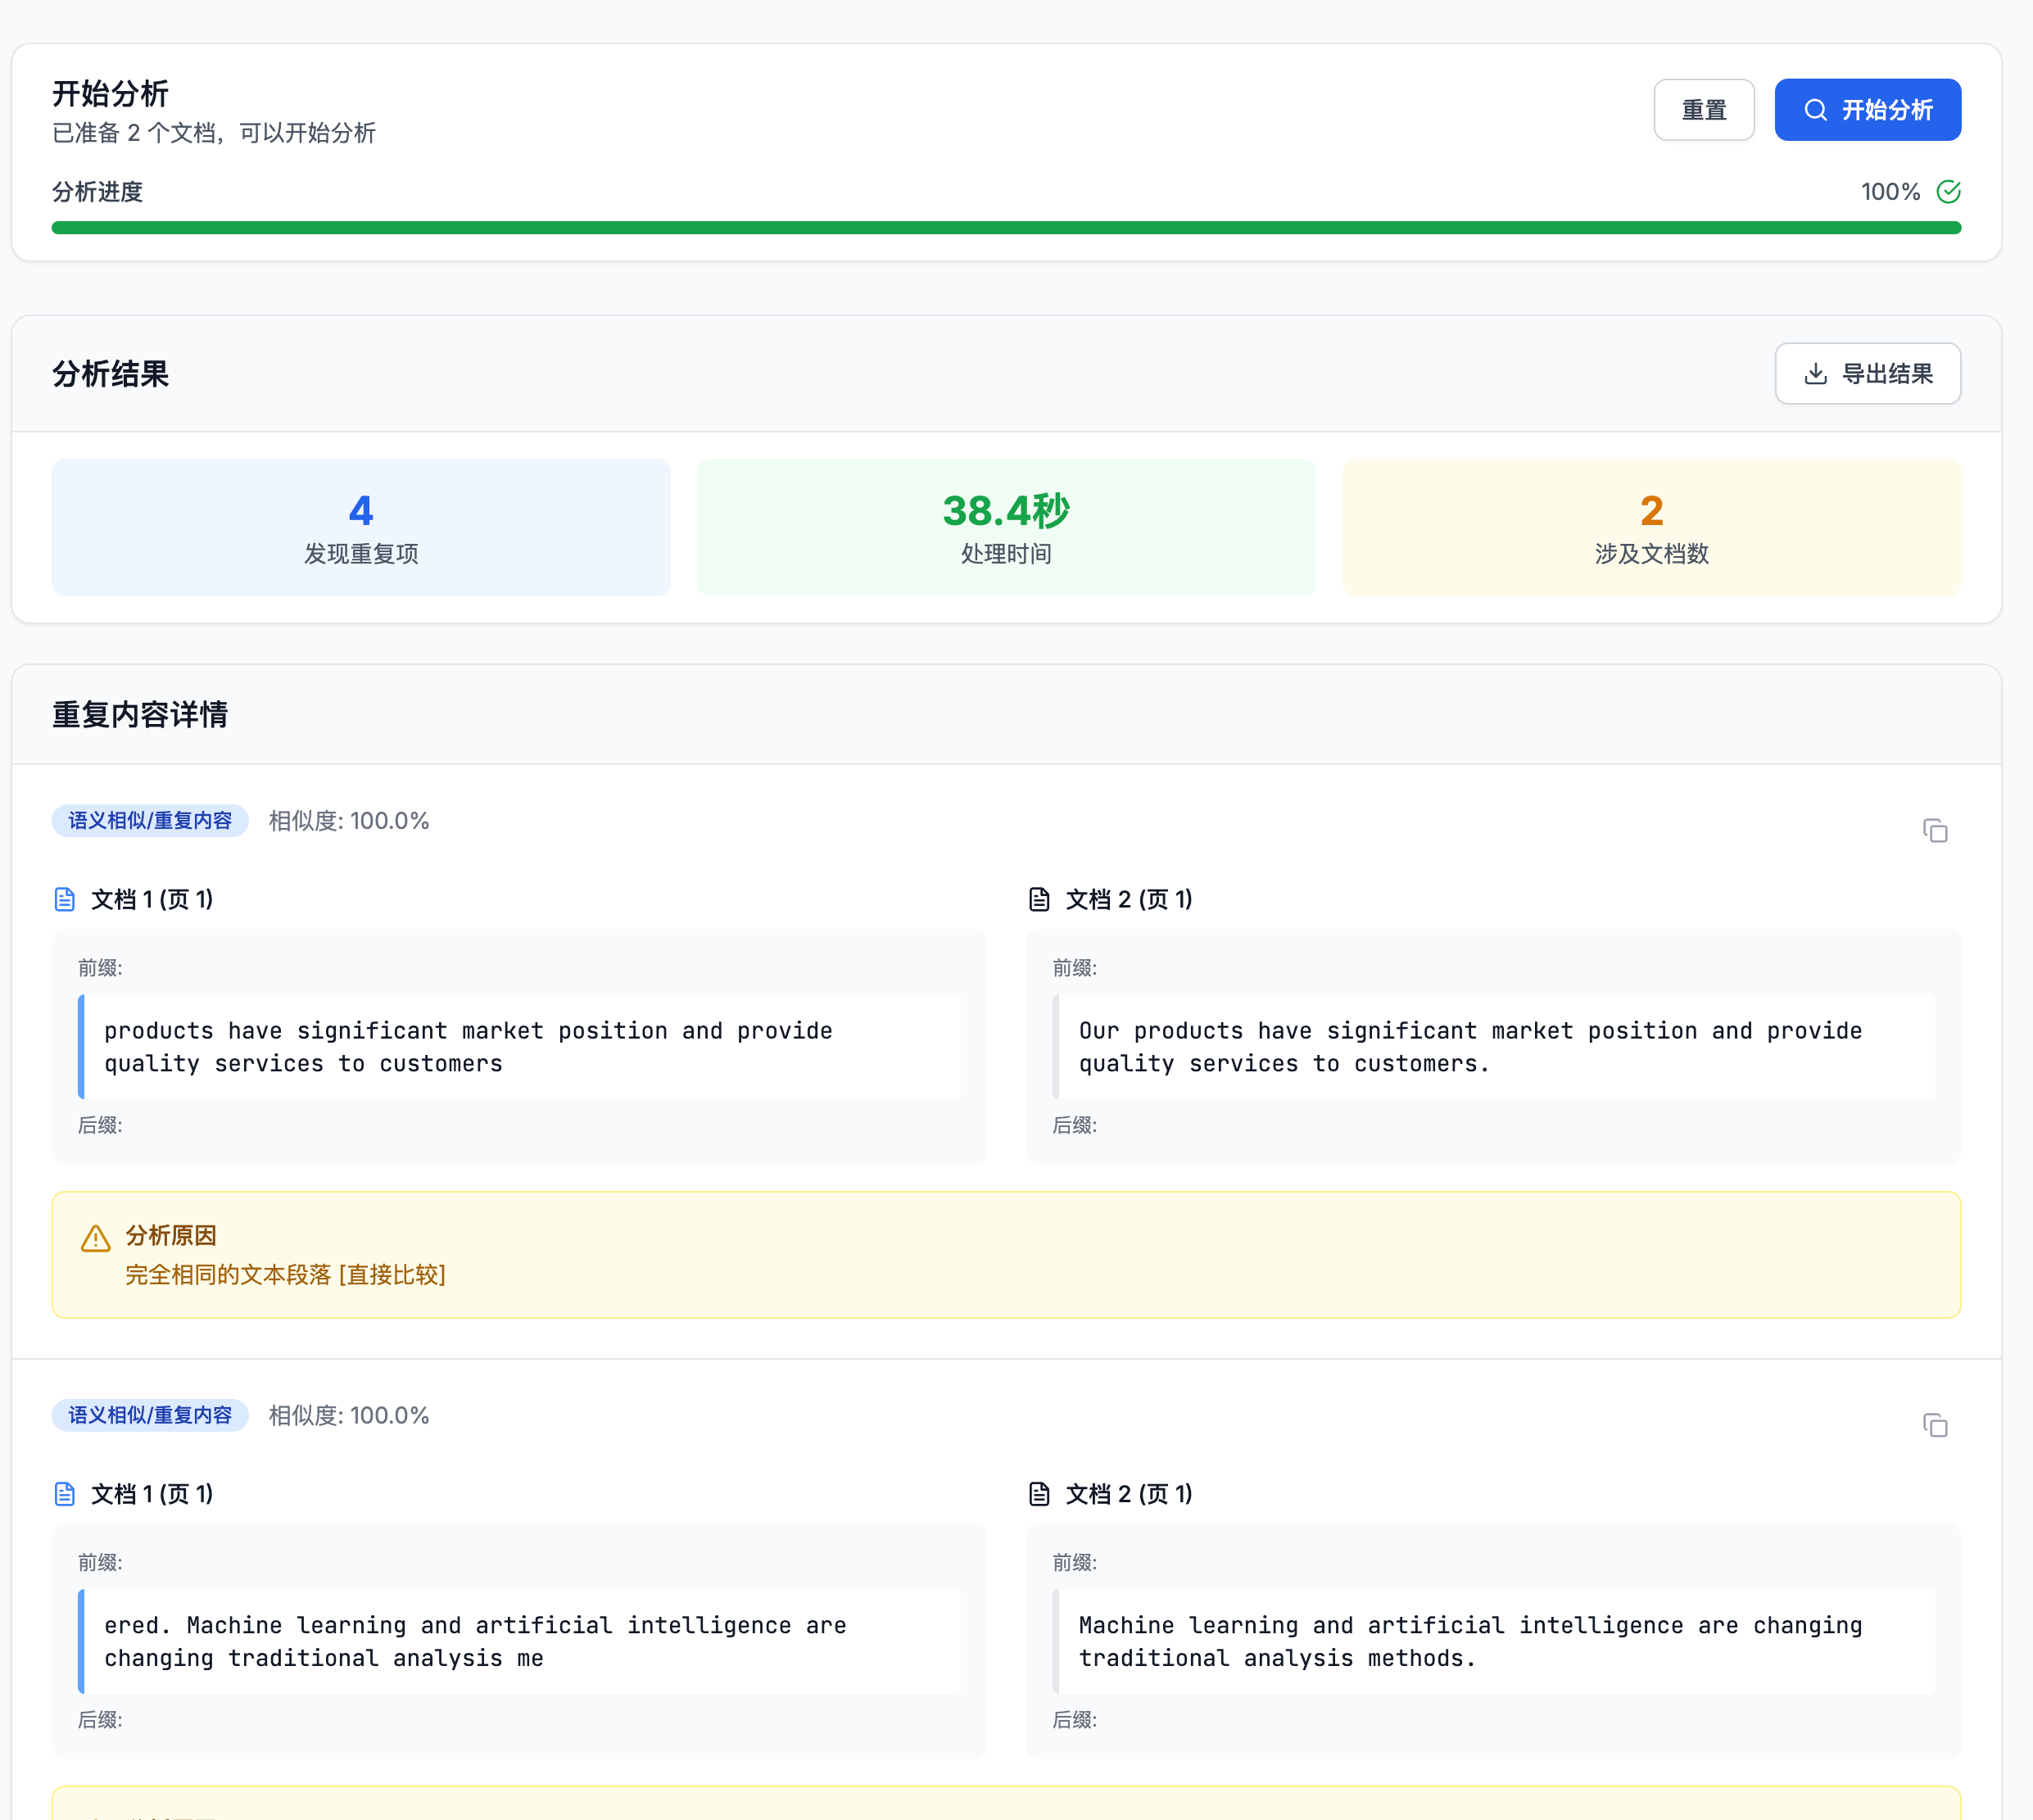 开始分析
已准备 2 个文档，可以开始分析
重置
开始分析
分析进度
100%
分析结果
导出结果
4
发现重复项
38.4秒
处理时间
2
涉及文档数
重复内容详情
语义相似/重复内容
相似度: 100.0%
文档 1 (页 1)
前缀:
products have significant market position and provide
quality services to customers
后缀:
文档 2 (页 1)
前缀:
Our products have significant market position and provide
quality services to customers.
后缀:
分析原因
完全相同的文本段落 [直接比较]
语义相似/重复内容
相似度: 100.0%
文档 1 (页 1)
前缀:
ered. Machine learning and artificial intelligence are
changing traditional analysis me
后缀:
文档 2 (页 1)
前缀:
Machine learning and artificial intelligence are changing
traditional analysis methods.
后缀: